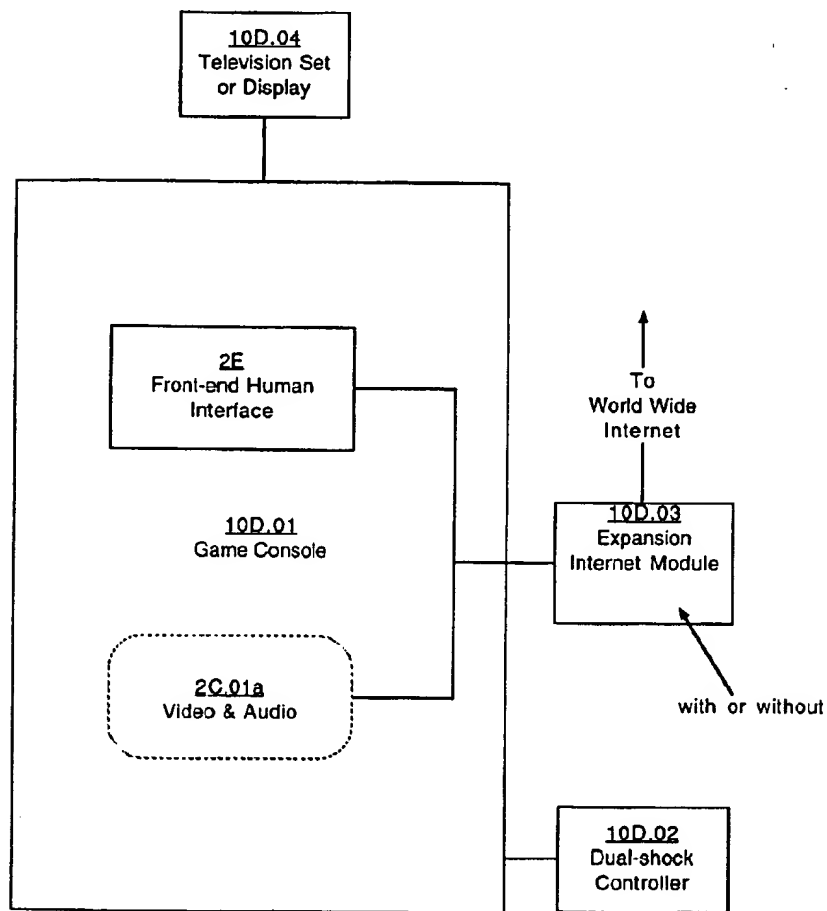 10D.04
Television Set
or Display
2E
Front-end Human
Interface
To
World Wide
Internet
10D.01
Game Console
10D.03
Expansion
Internet Module
2C.01a
Video & Audio
with or without
10D.02
Dual-shock
Controller